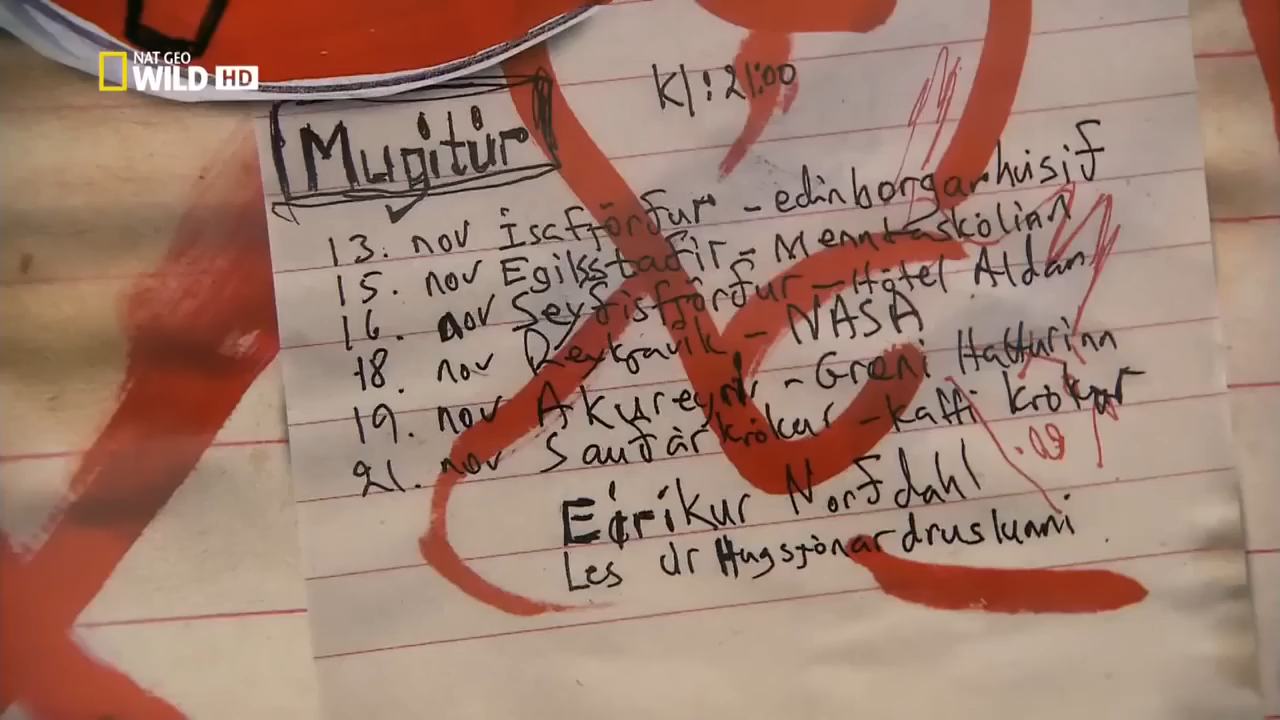 NAT GEO
WILD HD
Kl: 21:00
Mugitúr
13. nov Ísafjörður - edinborgarhúsið
15. nov Egilsstaðir - Menntaskólinn
16. nov Seyðisfjörður - Hótel Aldan
18. nov Reykjavík - NASA
19. nov Akureyri - Græni Hatturinn
21. nov Sauðárkrókur - kaffi krókur
Eiríkur Norðdahl
Les úr Hugsjónardruslunni